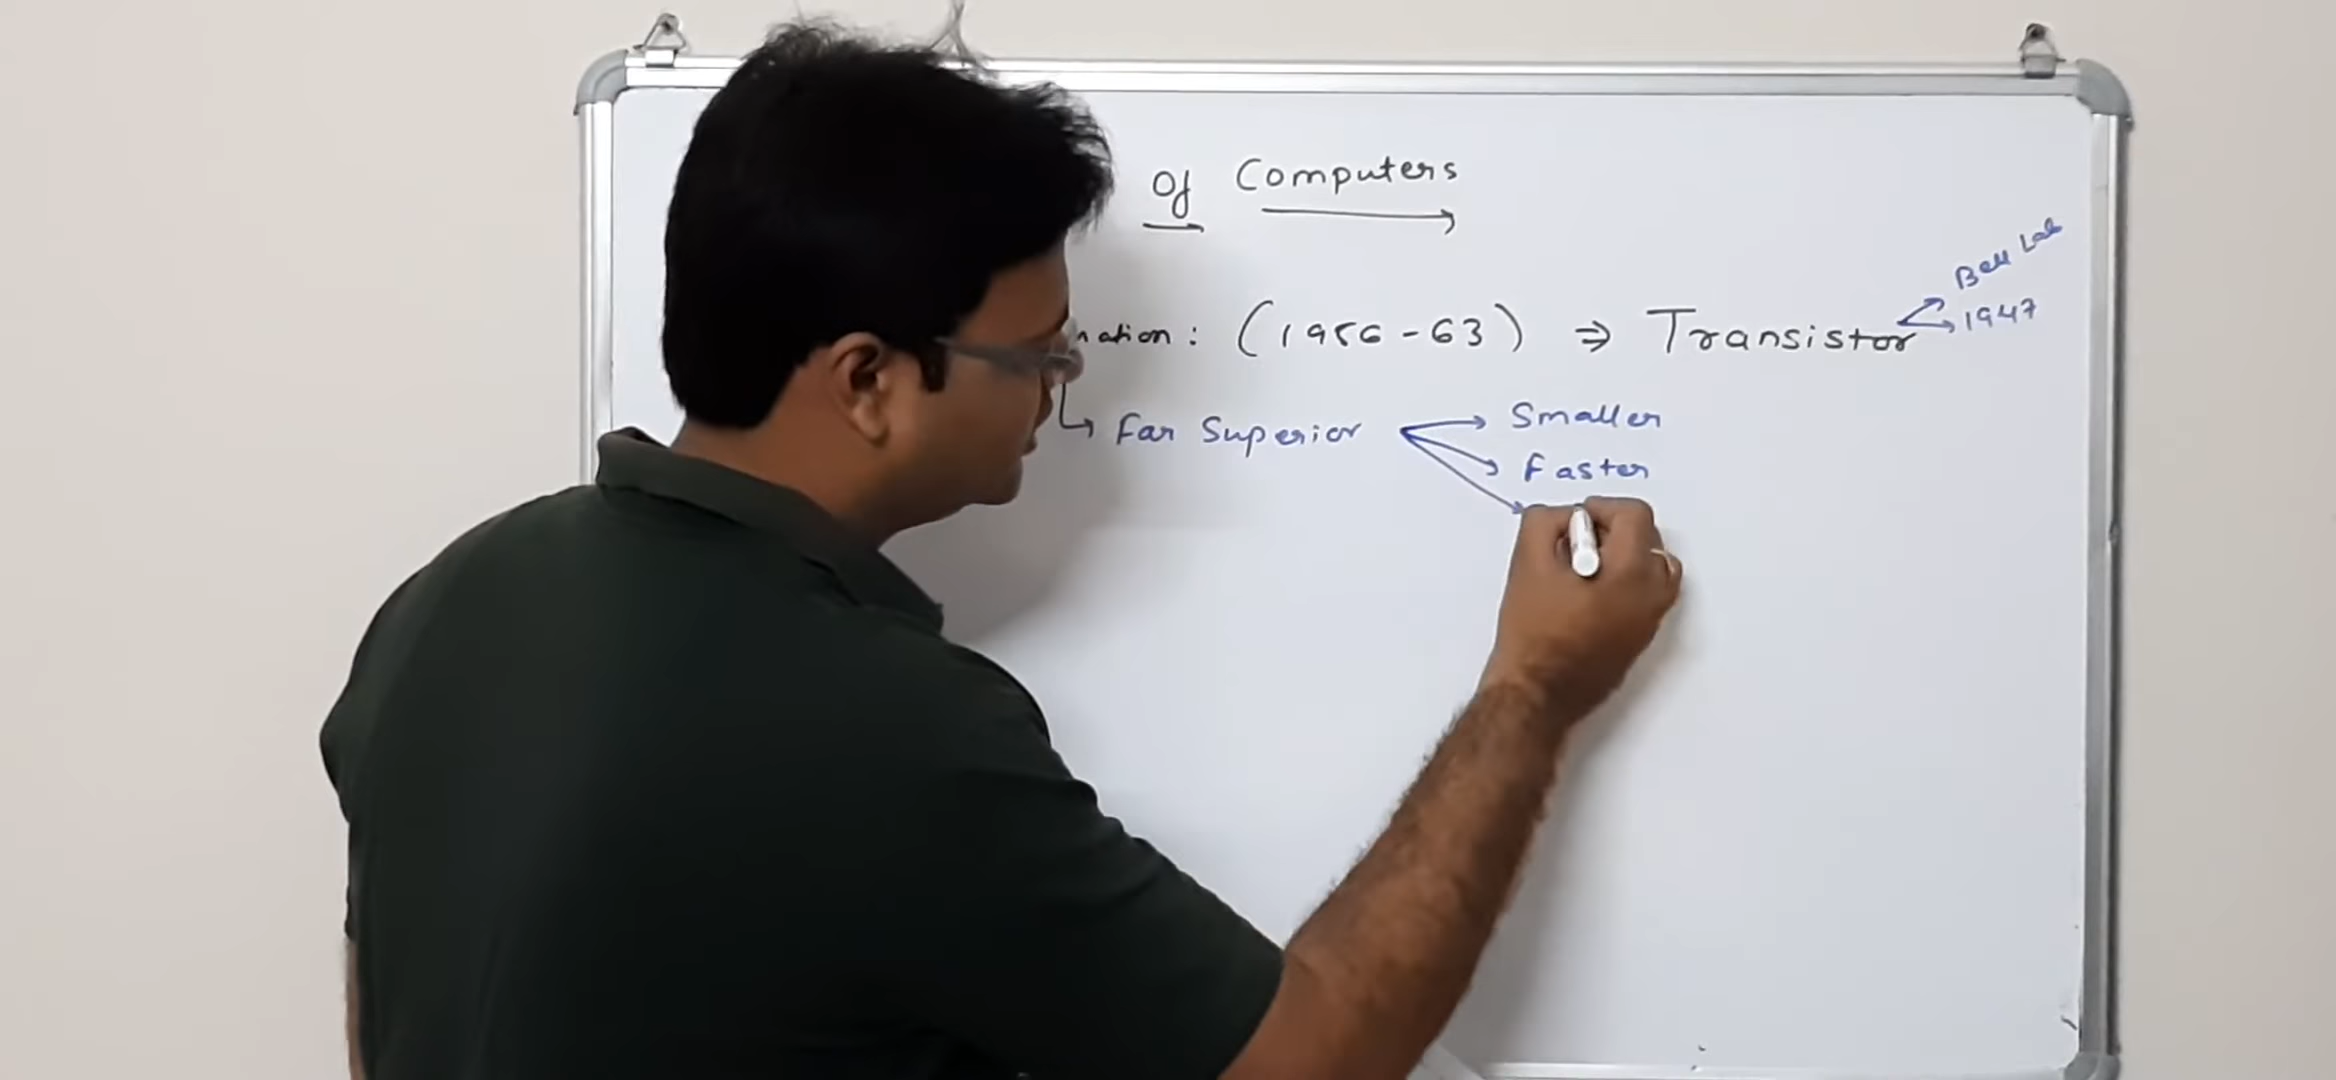 Of Computers
Bell Lab
nation: (1956-63) ⇒ Transistor
1947
Far Superior
Smaller
Faster